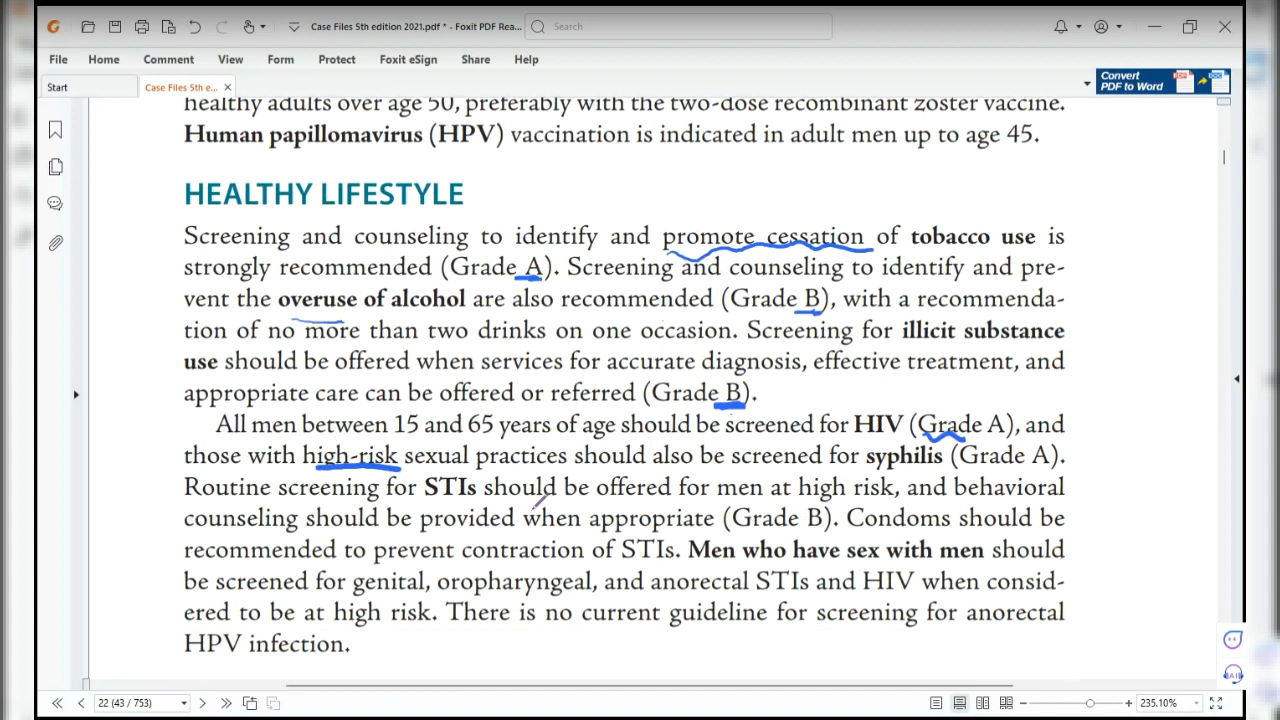 Case Files 5th edition 2021.pdf * - Foxit PDF Rea...
Search
File Home Comment View Form Protect Foxit eSign Share Help
Start
Case Files 5th e...
Convert
PDF to Word
healthy adults over age 50, preferably with the two-dose recombinant zoster vaccine.
Human papillomavirus (HPV) vaccination is indicated in adult men up to age 45.
HEALTHY LIFESTYLE
Screening and counseling to identify and promote cessation of tobacco use is
strongly recommended (Grade A). Screening and counseling to identify and pre-
vent the overuse of alcohol are also recommended (Grade B), with a recommenda-
tion of no more than two drinks on one occasion. Screening for illicit substance
use should be offered when services for accurate diagnosis, effective treatment, and
appropriate care can be offered or referred (Grade B).
All men between 15 and 65 years of age should be screened for HIV (Grade A), and
those with high-risk sexual practices should also be screened for syphilis (Grade A).
Routine screening for STIs should be offered for men at high risk, and behavioral
counseling should be provided when appropriate (Grade B). Condoms should be
recommended to prevent contraction of STIs. Men who have sex with men should
be screened for genital, oropharyngeal, and anorectal STIs and HIV when consid-
ered to be at high risk. There is no current guideline for screening for anorectal
HPV infection.
22 (43 / 753)
235.10%